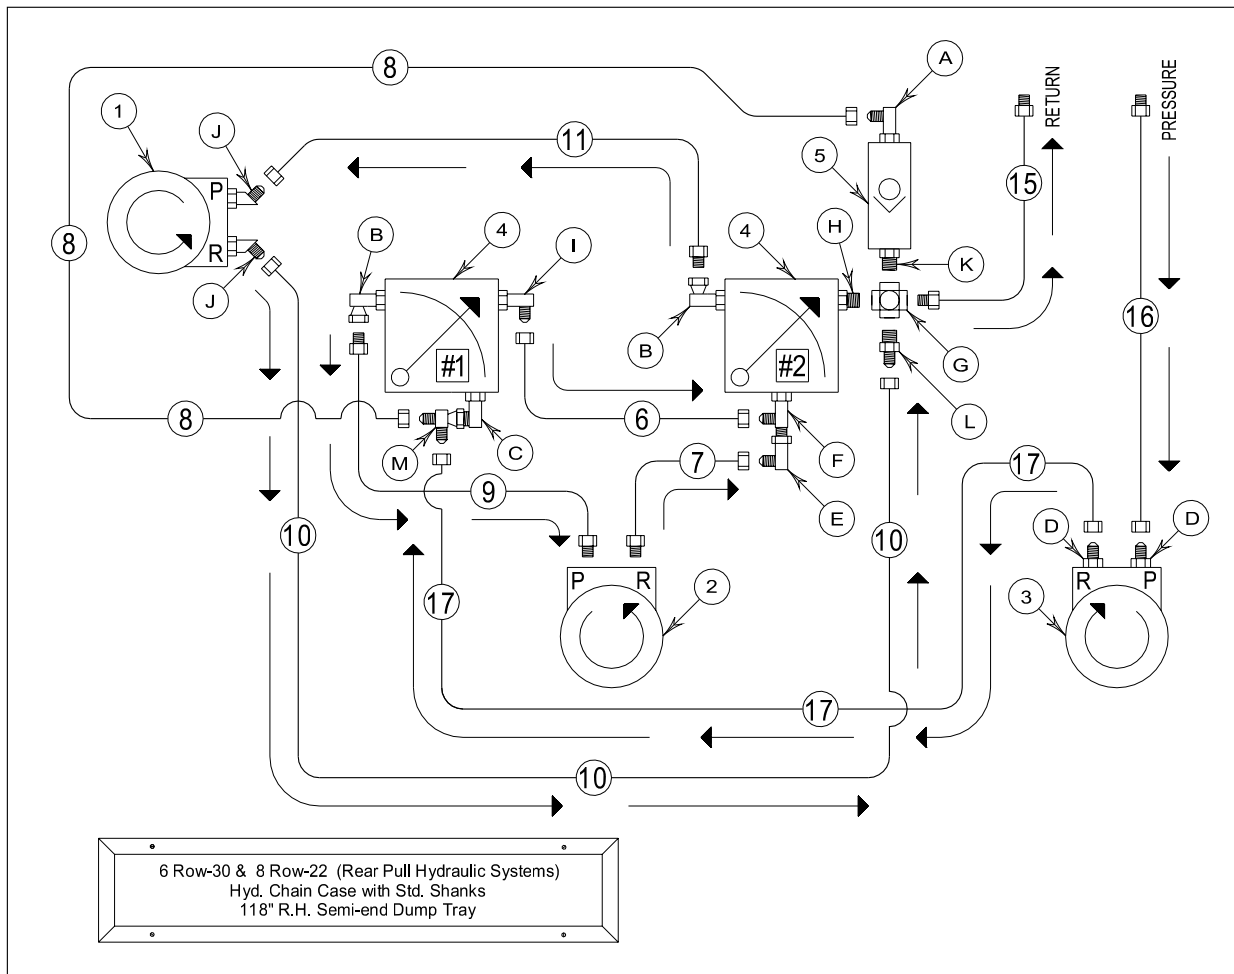 8
A
RETURN
PRESSURE
1
J
11
5
P
15
R
8
B
4
I
4
H
K
J
16
B
G
#1
#2
8
6
L
M
C
F
7
17
9
E
10
10
D
D
P
R
R
P
17
2
3
17
10
6 Row-30 & 8 Row-22 (Rear Pull Hydraulic Systems)
Hyd. Chain Case with Std. Shanks
118" R.H. Semi-end Dump Tray